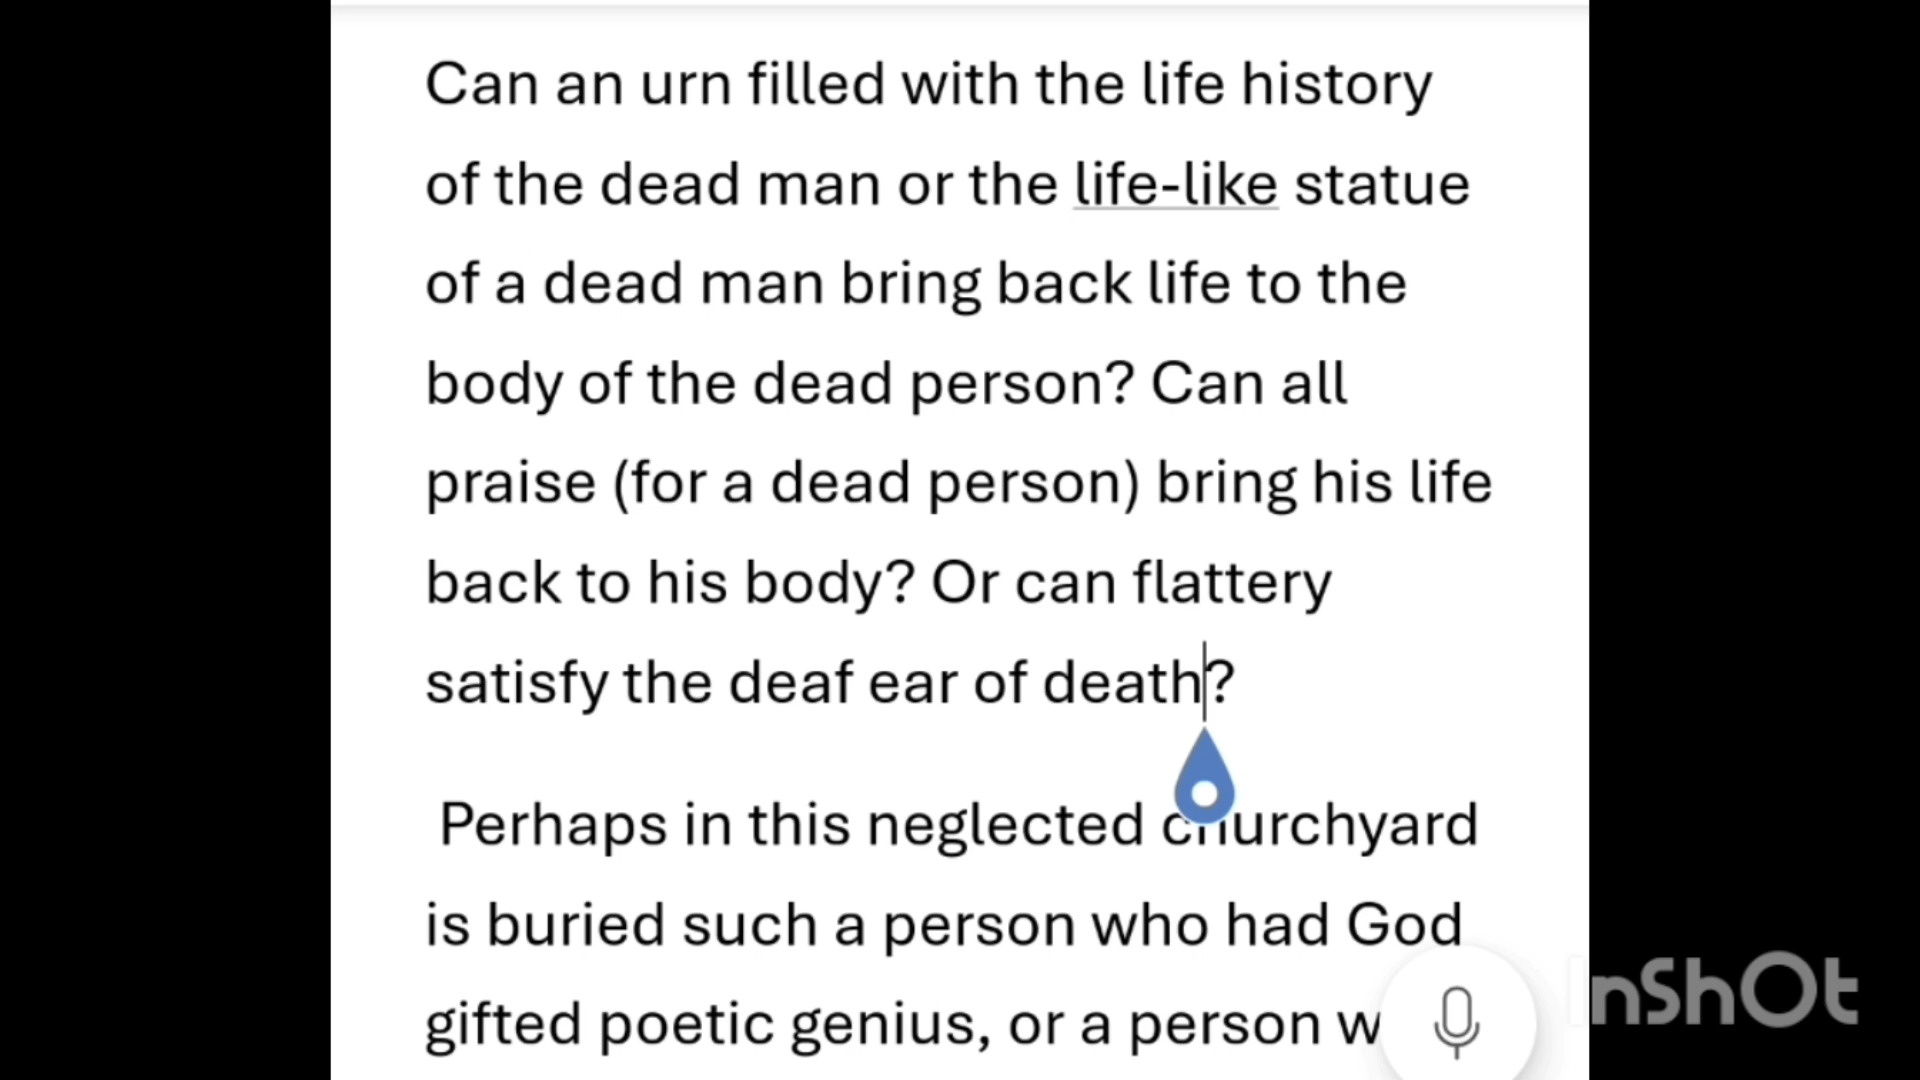 Can an urn filled with the life history
of the dead man or the life-like statue
of a dead man bring back life to the
body of the dead person? Can all
praise (for a dead person) bring his life
back to his body? Or can flattery
satisfy the deaf ear of death?
Perhaps in this neglected churchyard
is buried such a person who had God
gifted poetic genius, or a person
InShOt